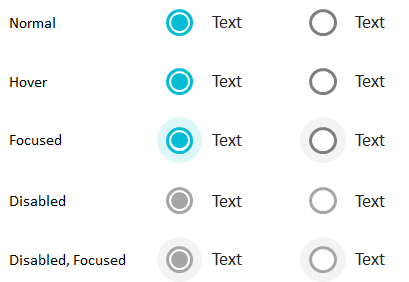 Normal Text Text
Hover Text Text
Focused Text Text
Disabled Text Text
Disabled, Focused Text Text